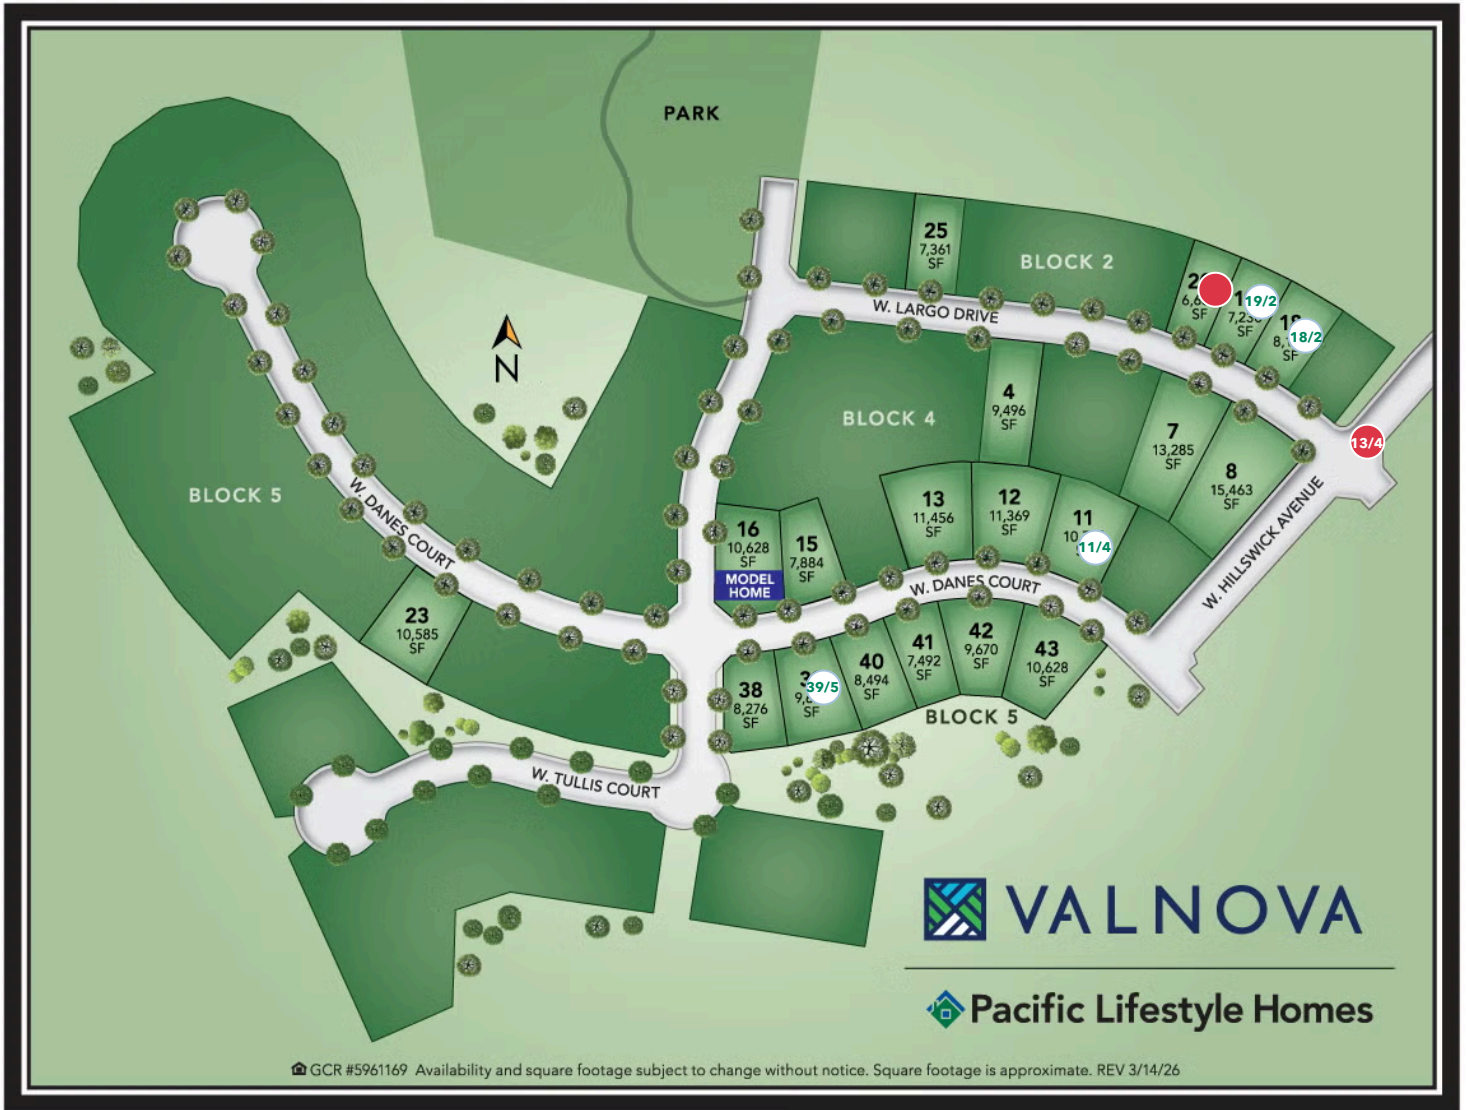 PARK
25
7,361
SF
BLOCK 2
SF
19/2
SF
18/2
SF
W. LARGO DRIVE
BLOCK 4
4
9,496
SF
7
13,285
SF
8
15,463
SF
13/4
N
BLOCK 5
W. DANES COURT
13
11,456
SF
12
11,369
SF
11
11/4
16
10,628
SF
MODEL
HOME
15
7,884
SF
W. DANES COURT
W. HILLSWICK AVENUE
23
10,585
SF
38
8,276
SF
39/5
SF
40
8,494
SF
41
7,492
SF
42
9,670
SF
43
10,628
SF
BLOCK 5
W. TULLIS COURT
VALNOVA
Pacific Lifestyle Homes
GCR #5961169 Availability and square footage subject to change without notice. Square footage is approximate. REV 3/14/26